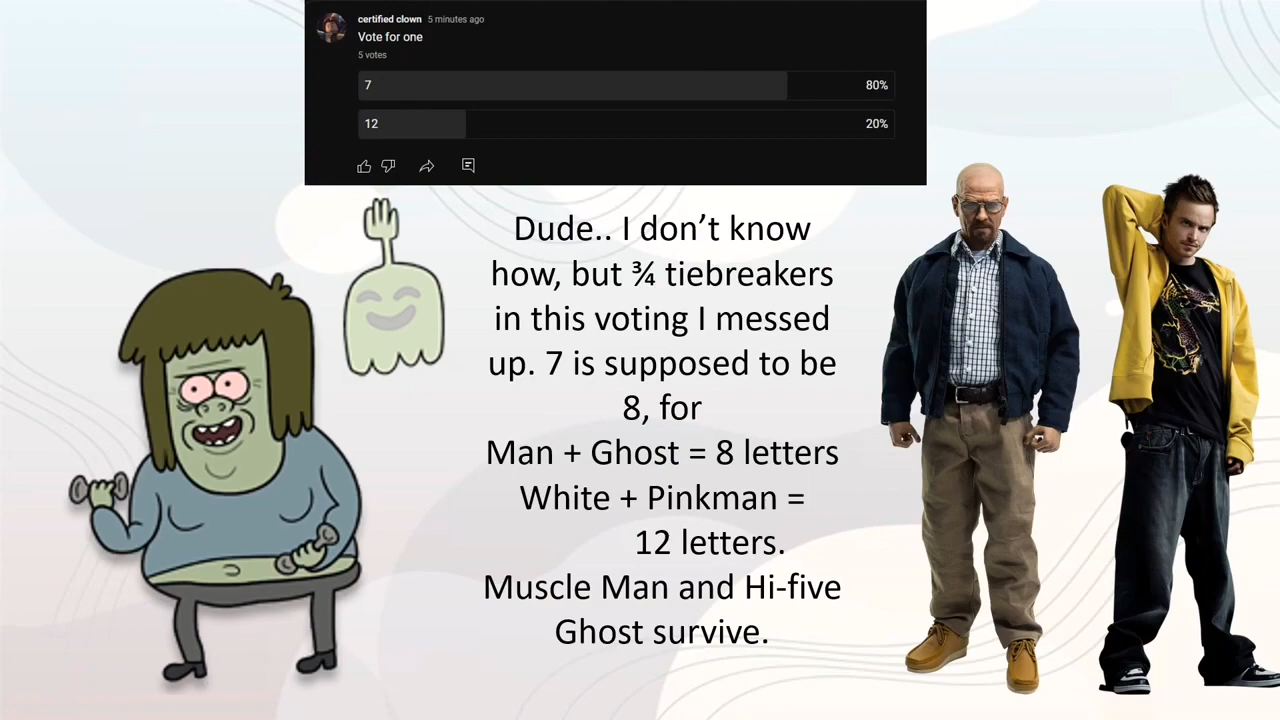 certified clown 5 minutes ago
Vote for one
5 votes
7 80%
12 20%
Dude.. I don’t know
how, but ¾ tiebreakers
in this voting I messed
up. 7 is supposed to be
8, for
Man + Ghost = 8 letters
White + Pinkman =
12 letters.
Muscle Man and Hi-five
Ghost survive.